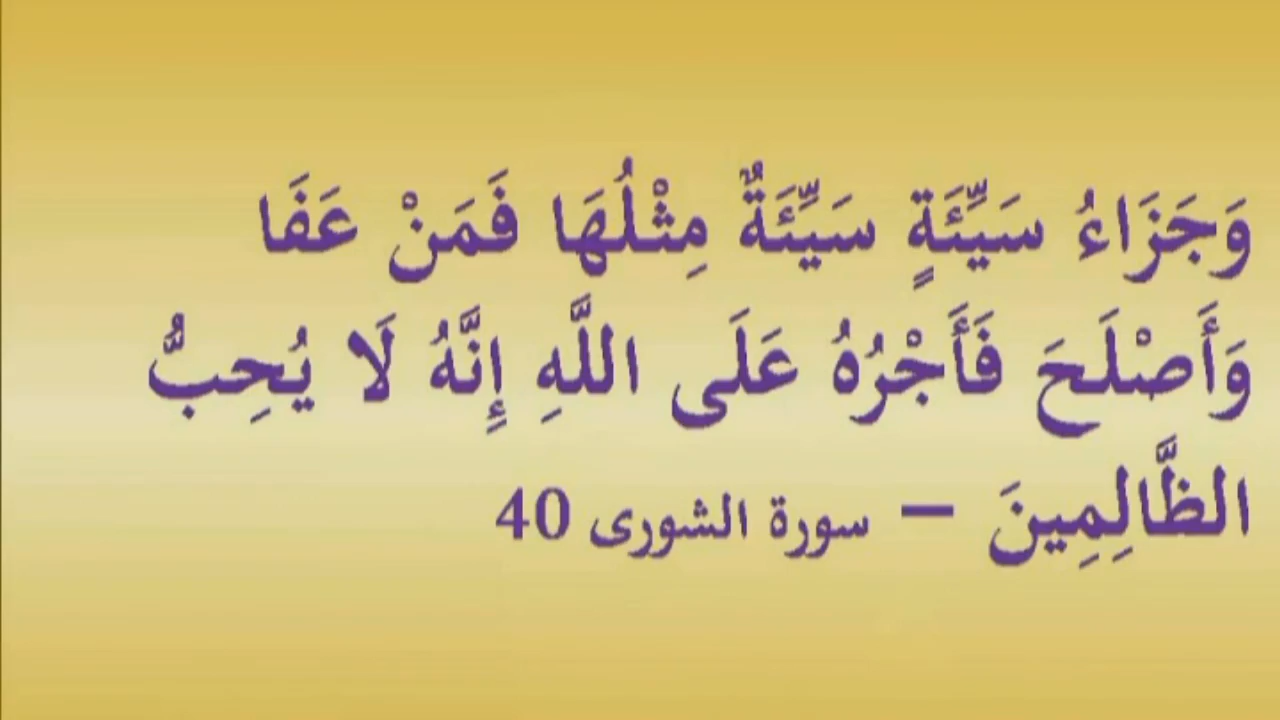 وَجَزَاءُ سَيِّئَةٍ سَيِّئَةٌ مِثْلُهَا فَمَنْ عَفَا
وَأَصْلَحَ فَأَجْرُهُ عَلَى اللَّهِ إِنَّهُ لَا يُحِبُّ
الظَّالِمِينَ – سورة الشورى 40